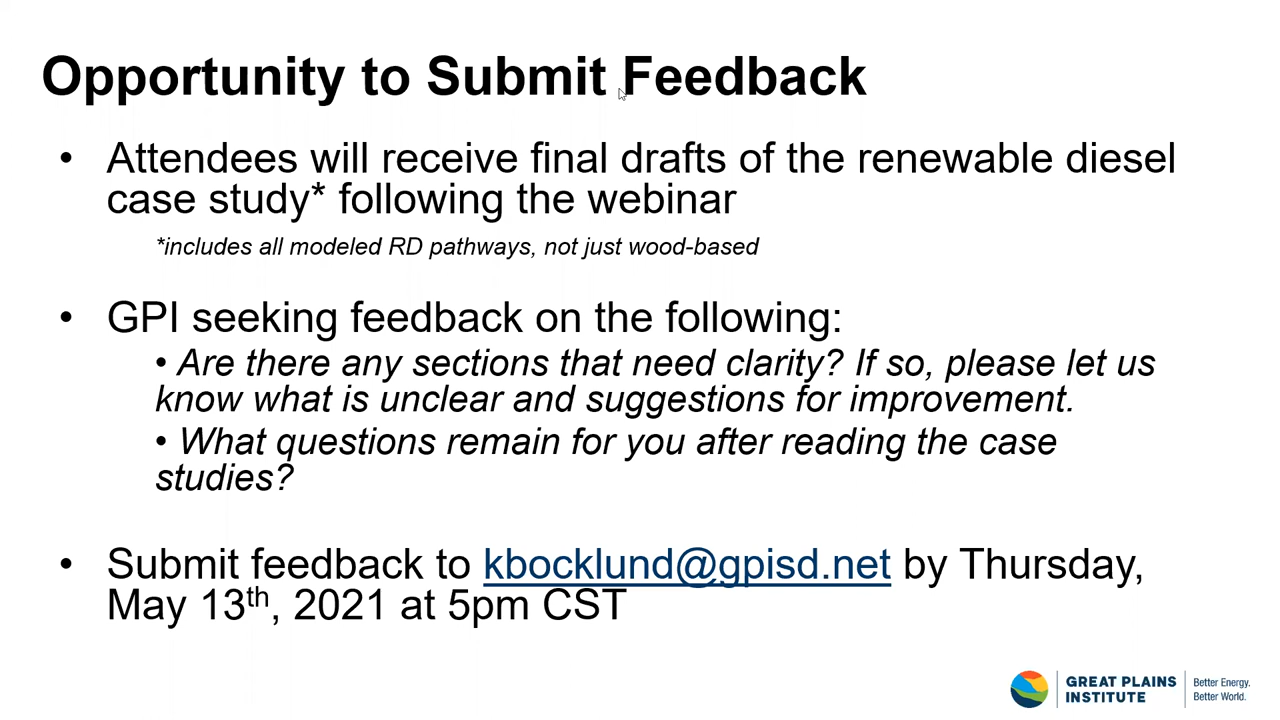 Opportunity to Submit Feedback
• Attendees will receive final drafts of the renewable diesel
case study* following the webinar
*includes all modeled RD pathways, not just wood-based
• GPI seeking feedback on the following:
• Are there any sections that need clarity? If so, please let us
know what is unclear and suggestions for improvement.
• What questions remain for you after reading the case
studies?
• Submit feedback to kbocklund@gpisd.net by Thursday,
May 13th, 2021 at 5pm CST
GREAT PLAINS
INSTITUTE
Better Energy.
Better World.